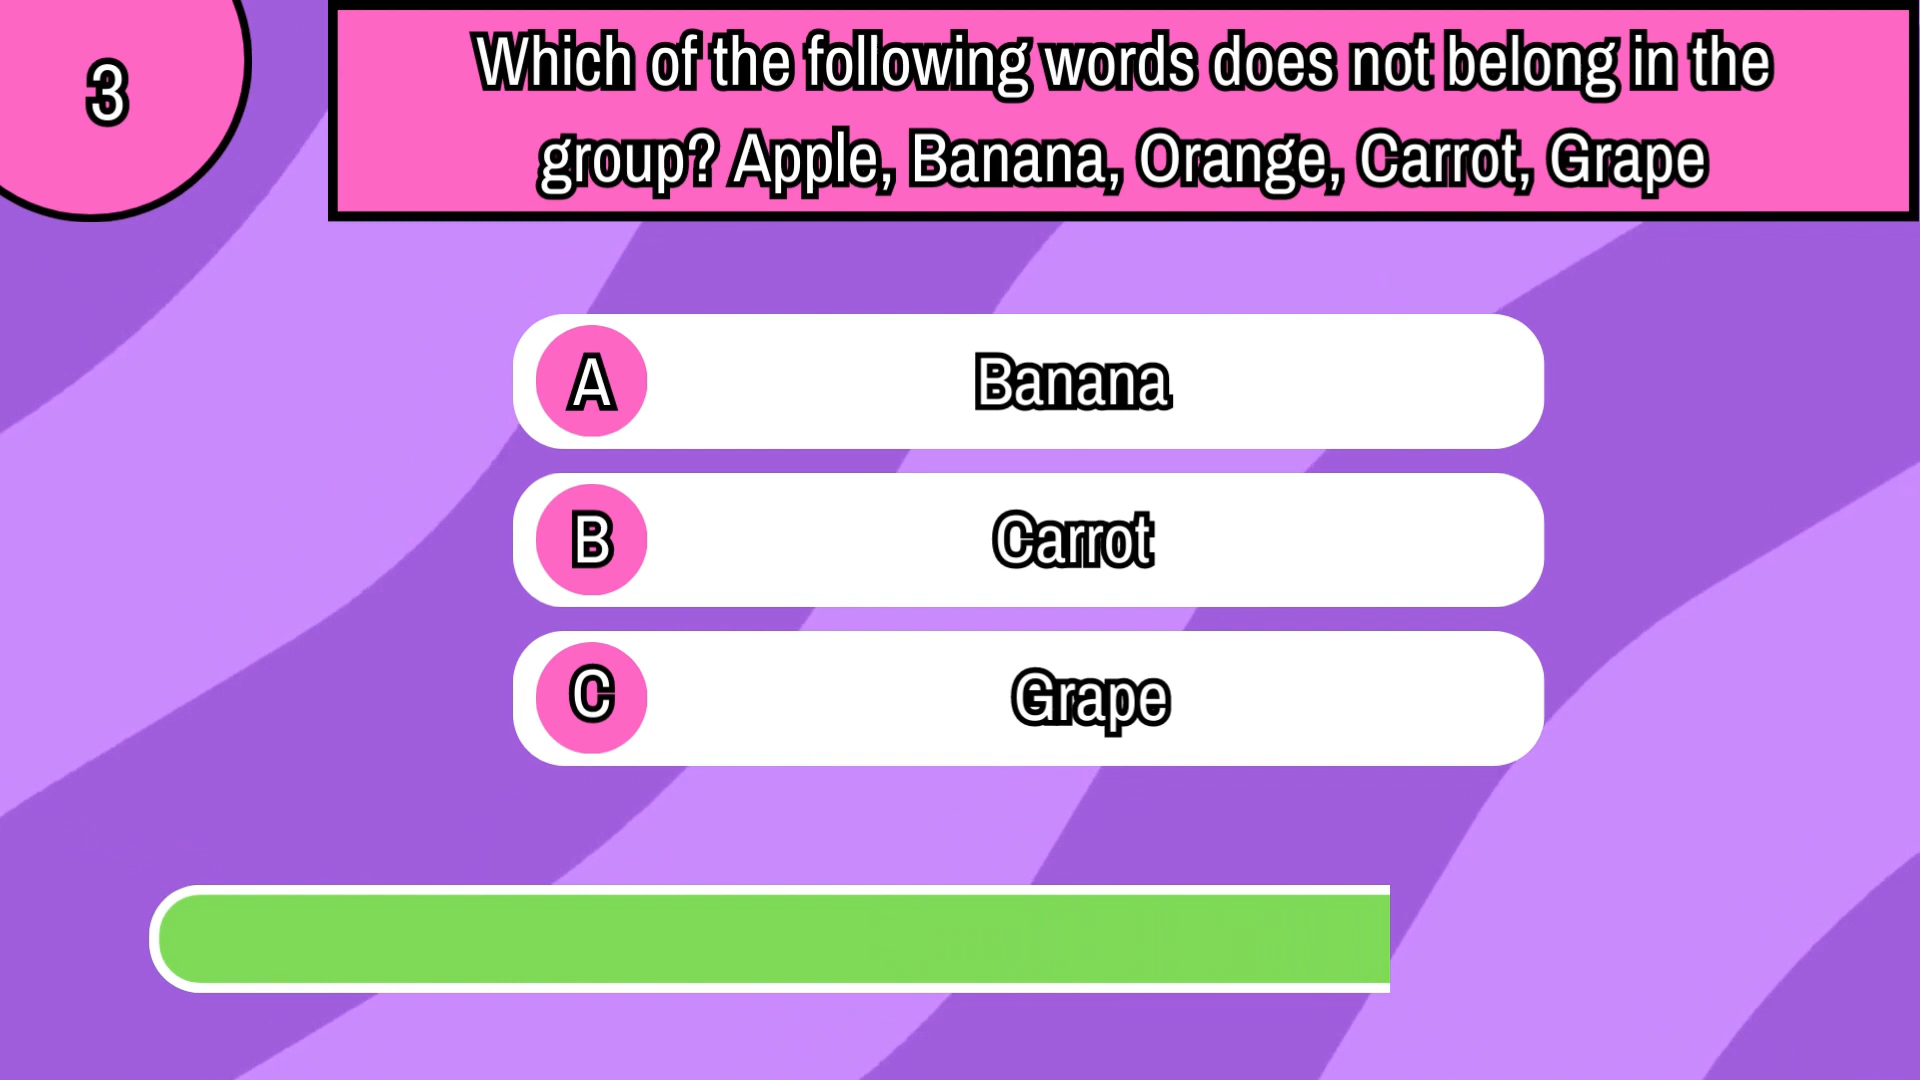 3
Which of the following words does not belong in the
group? Apple, Banana, Orange, Carrot, Grape
A Banana
B Carrot
C Grape